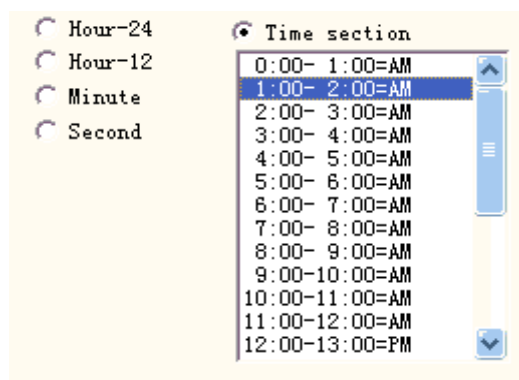 Hour-24
Hour-12
Minute
Second
Time section
0:00- 1:00=AM
1:00- 2:00=AM
2:00- 3:00=AM
3:00- 4:00=AM
4:00- 5:00=AM
5:00- 6:00=AM
6:00- 7:00=AM
7:00- 8:00=AM
8:00- 9:00=AM
9:00-10:00=AM
10:00-11:00=AM
11:00-12:00=AM
12:00-13:00=PM